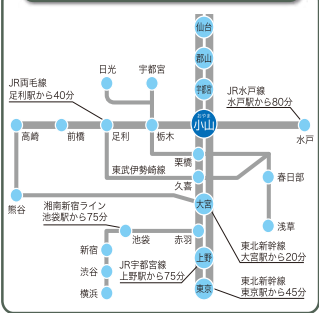 仙台
郡山
日光
宇都宮
宇都宮
JR両毛線
足利駅から40分
JR水戸線
水戸駅から80分
おやま
小山
高崎
前橋
足利
栃木
水戸
栗橋
東武伊勢崎線
久喜
春日部
熊谷
大宮
湘南新宿ライン
池袋駅から75分
浅草
池袋
赤羽
新宿
東北新幹線
大宮駅から20分
渋谷
JR宇都宮線
上野駅から75分
上野
横浜
東京
東北新幹線
東京駅から45分